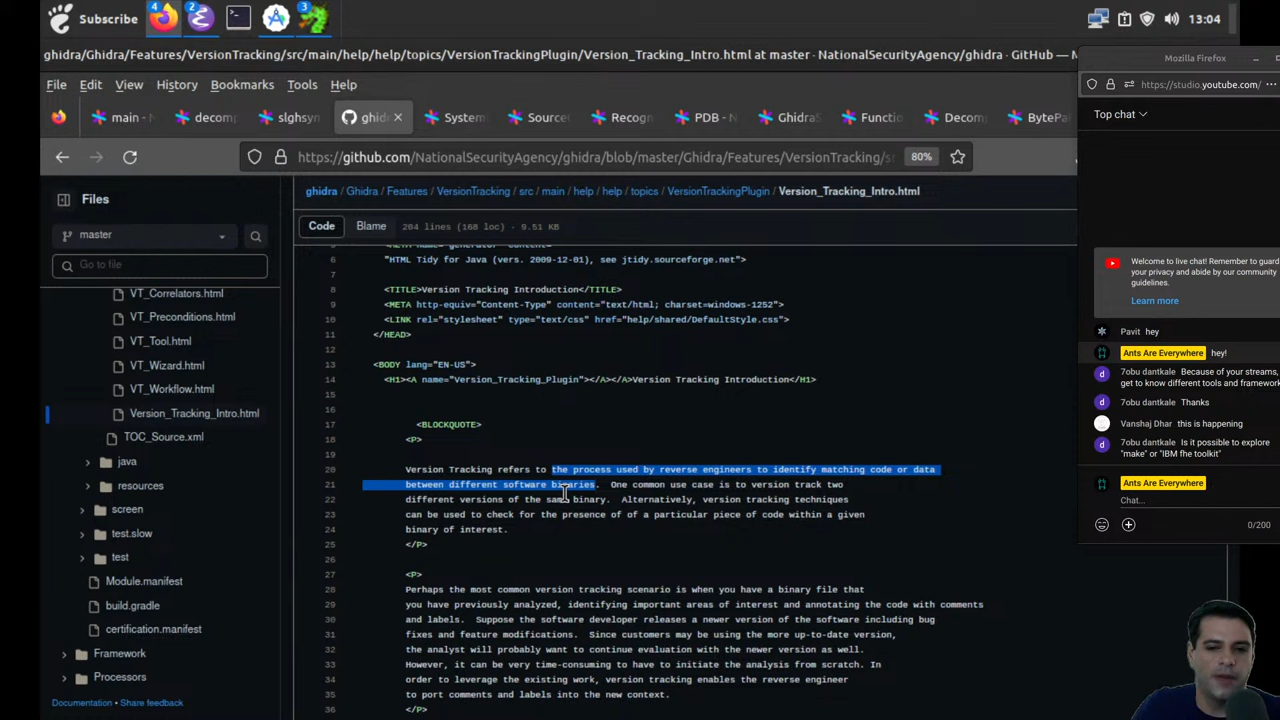 Subscribe
4
2
3
13:04
ghidra/Ghidra/Features/VersionTracking/src/main/help/help/topics/VersionTrackingPlugin/Version_Tracking_Intro.html at master · NationalSecurityAgency/ghidra · GitHub — M
File Edit View History Bookmarks Tools Help
main - N
decomp
slghsyn
ghid
System
Source
Recogn
PDB - N
GhidraS
Functio
Decomp
BytePa
https://github.com/NationalSecurityAgency/ghidra/blob/master/Ghidra/Features/VersionTracking/sr
80%
Files
master
Go to file
VT_Correlators.html
VT_Preconditions.html
VT_Tool.html
VT_Wizard.html
VT_Workflow.html
Version_Tracking_Intro.html
TOC_Source.xml
java
resources
screen
test.slow
test
Module.manifest
build.gradle
certification.manifest
Framework
Processors
Documentation • Share feedback
ghidra / Ghidra / Features / VersionTracking / src / main / help / help / topics / VersionTrackingPlugin / Version_Tracking_Intro.html
Code Blame 204 lines (168 loc) · 9.51 KB
5 <META name="generator" content=
6 "HTML Tidy for Java (vers. 2009-12-01), see jtidy.sourceforge.net">
7
8 <TITLE>Version Tracking Introduction</TITLE>
9 <META http-equiv="Content-Type" content="text/html; charset=windows-1252">
10 <LINK rel="stylesheet" type="text/css" href="help/shared/DefaultStyle.css">
11 </HEAD>
12
13 <BODY lang="EN-US">
14 <H1><A name="Version_Tracking_Plugin"></A></A>Version Tracking Introduction</H1>
15
16
17 <BLOCKQUOTE>
18 <P>
19
20 Version Tracking refers to the process used by reverse engineers to identify matching code or data
21 between different software binaries. One common use case is to version track two
22 different versions of the same binary. Alternatively, version tracking techniques
23 can be used to check for the presence of of a particular piece of code within a given
24 binary of interest.
25 </P>
26
27 <P>
28 Perhaps the most common version tracking scenario is when you have a binary file that
29 you have previously analyzed, identifying important areas of interest and annotating the code with comments
30 and labels. Suppose the software developer releases a newer version of the software including bug
31 fixes and feature modifications. Since customers may be using the more up-to-date version,
32 the analyst will probably want to continue evaluation with the newer version as well.
33 However, it can be very time-consuming to have to initiate the analysis from scratch. In
34 order to leverage the existing work, version tracking enables the reverse engineer
35 to port comments and labels into the new context.
36 </P>
Mozilla Firefox
https://studio.youtube.com/
Top chat
Welcome to live chat! Remember to guard
your privacy and abide by our community
guidelines.
Learn more
Pavit hey
Ants Are Everywhere hey!
7obu dantkale Because of your streams,
get to know different tools and framework
7obu dantkale Thanks
Vanshaj Dhar this is happening
7obu dantkale Is it possible to explore
"make" or "IBM fhe toolkit"
Ants Are Everywhere
Chat...
0/200